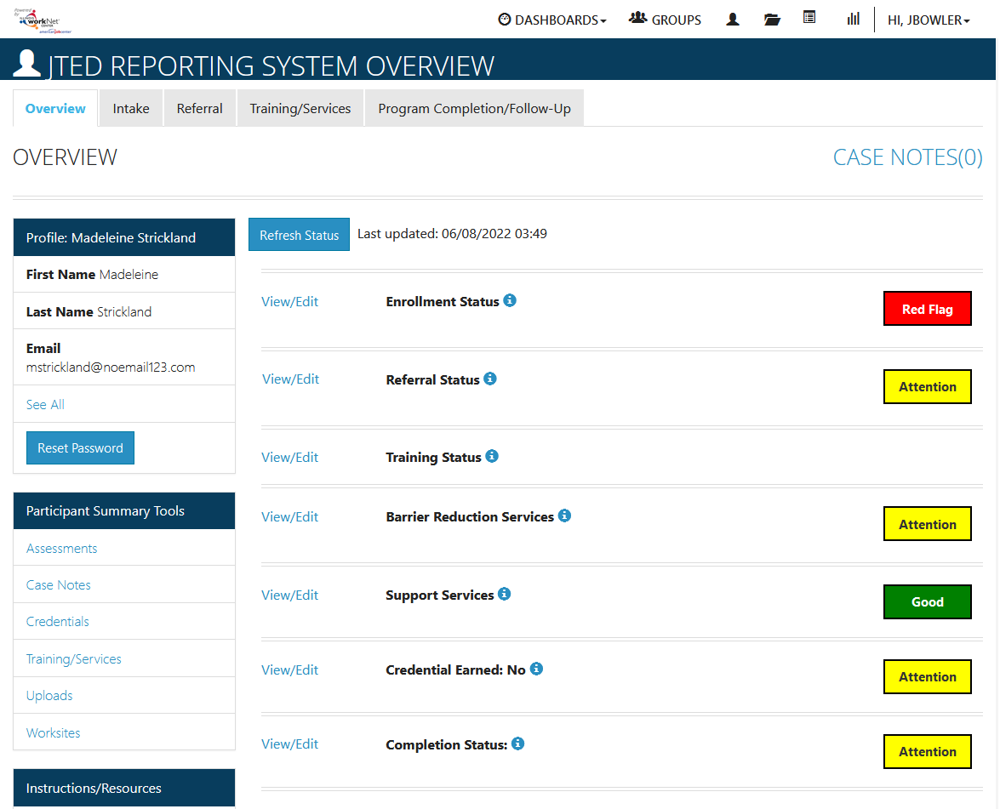 Powered by
ILLINOIS
workNet
CENTER
americanjobcenter
DASHBOARDS
GROUPS
HI, JBOWLER
JTED REPORTING SYSTEM OVERVIEW
Overview
Intake
Referral
Training/Services
Program Completion/Follow-Up
OVERVIEW
CASE NOTES(0)
Profile: Madeleine Strickland
First Name Madeleine
Last Name Strickland
Email
mstrickland@noemail123.com
See All
Reset Password
Participant Summary Tools
Assessments
Case Notes
Credentials
Training/Services
Uploads
Worksites
Instructions/Resources
Refresh Status
Last updated: 06/08/2022 03:49
View/Edit
Enrollment Status
Red Flag
View/Edit
Referral Status
Attention
View/Edit
Training Status
View/Edit
Barrier Reduction Services
Attention
View/Edit
Support Services
Good
View/Edit
Credential Earned: No
Attention
View/Edit
Completion Status:
Attention